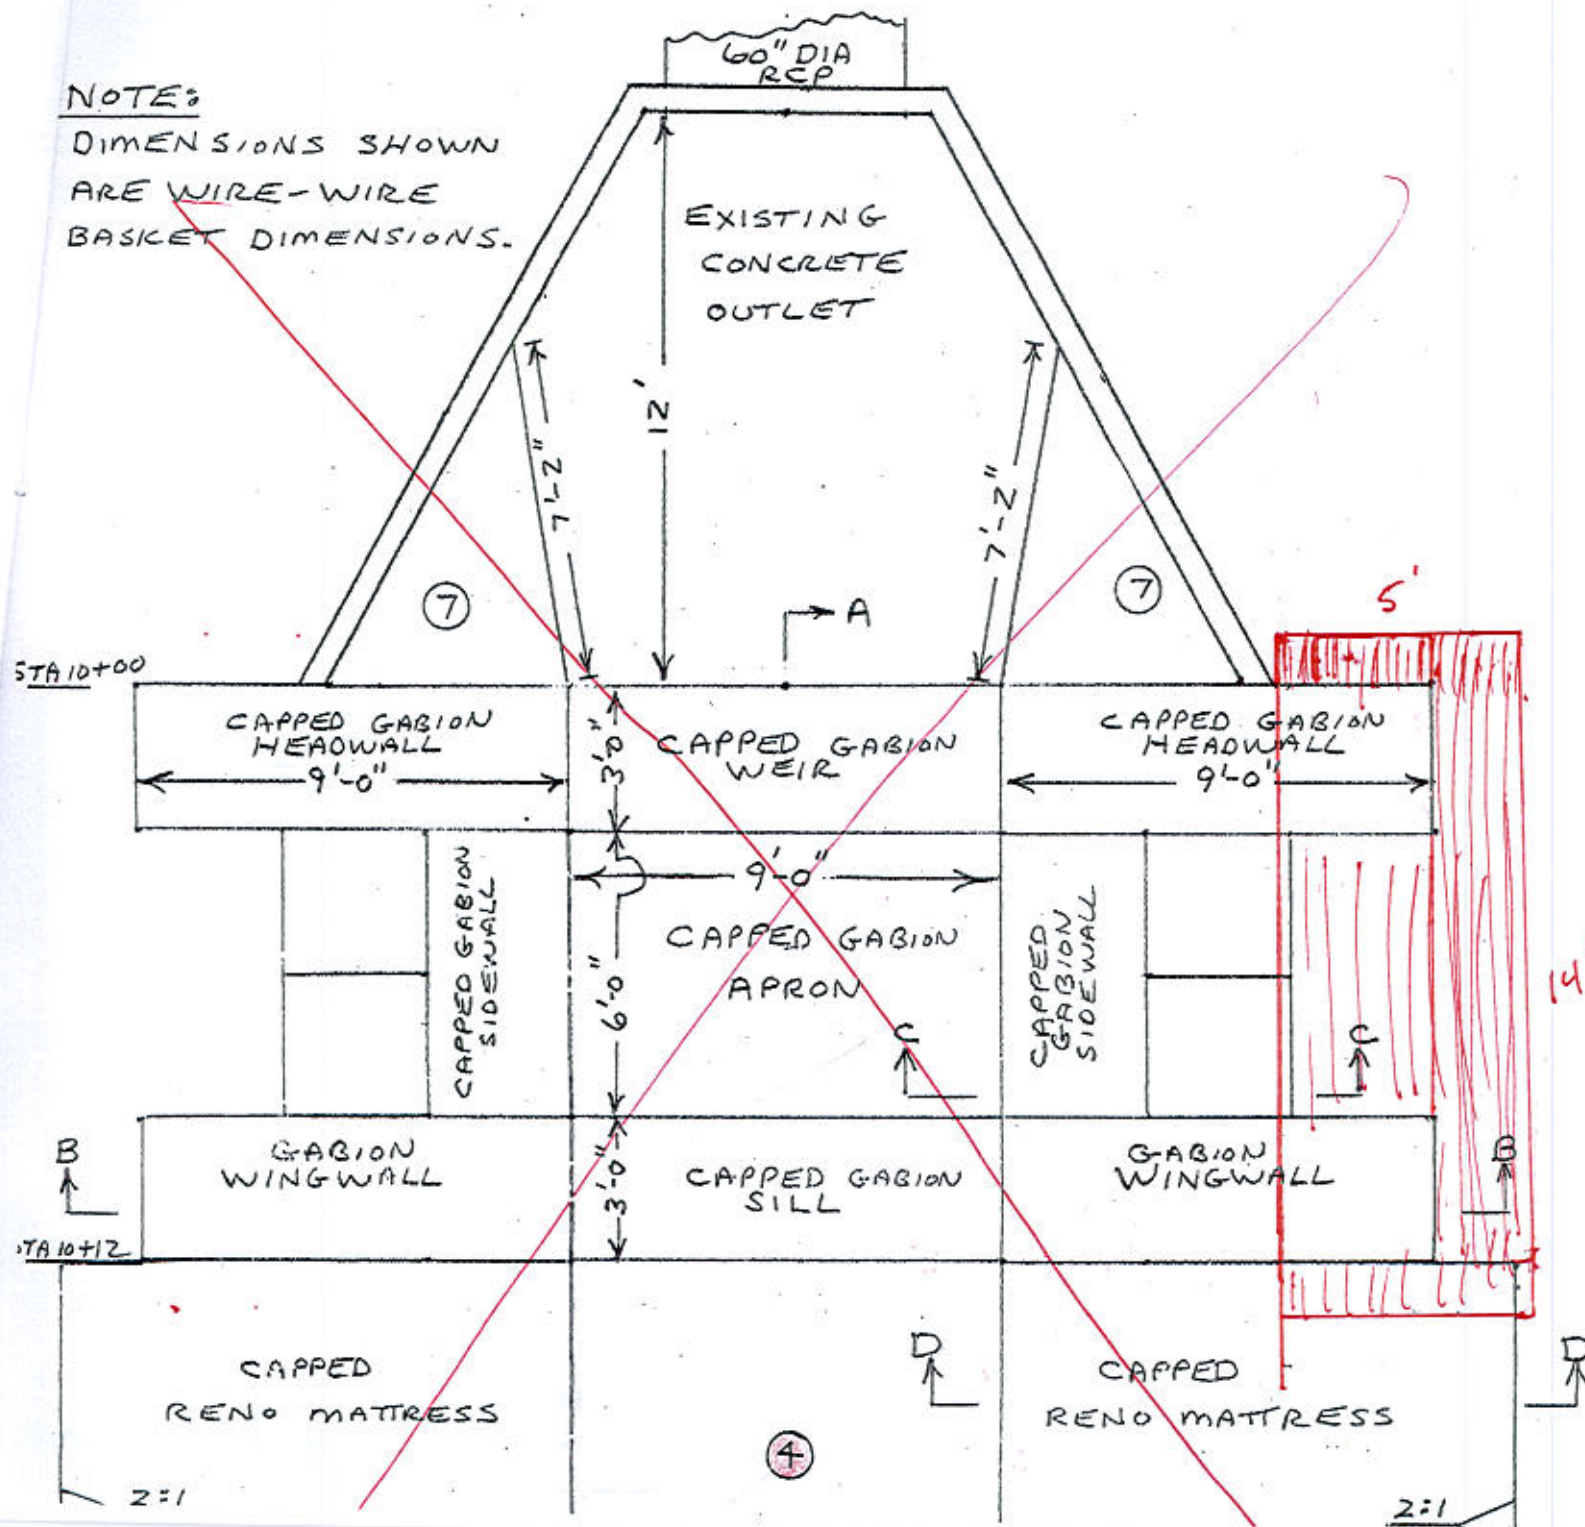 60" DIA
RCP
NOTE:
DIMENSIONS SHOWN
ARE WIRE-WIRE
BASKET DIMENSIONS.
EXISTING
CONCRETE
OUTLET
12'
7'-2"
7'-2"
7
7
A
5'
STA 10+00
CAPPED GABION
HEADWALL
9'-0"
3'-0"
CAPPED GABION
WEIR
CAPPED GABION
HEADWALL
9'-0"
9'-0"
CAPPED GABION
SIDEWALL
6'-0"
CAPPED GABION
APRON
CAPPED
GABION
SIDEWALL
14
C
C
B
GABION
WINGWALL
3'-0"
CAPPED GABION
SILL
GABION
WINGWALL
B
TA 10+12
CAPPED
RENO MATTRESS
D
CAPPED
RENO MATTRESS
D
4
2:1
2:1